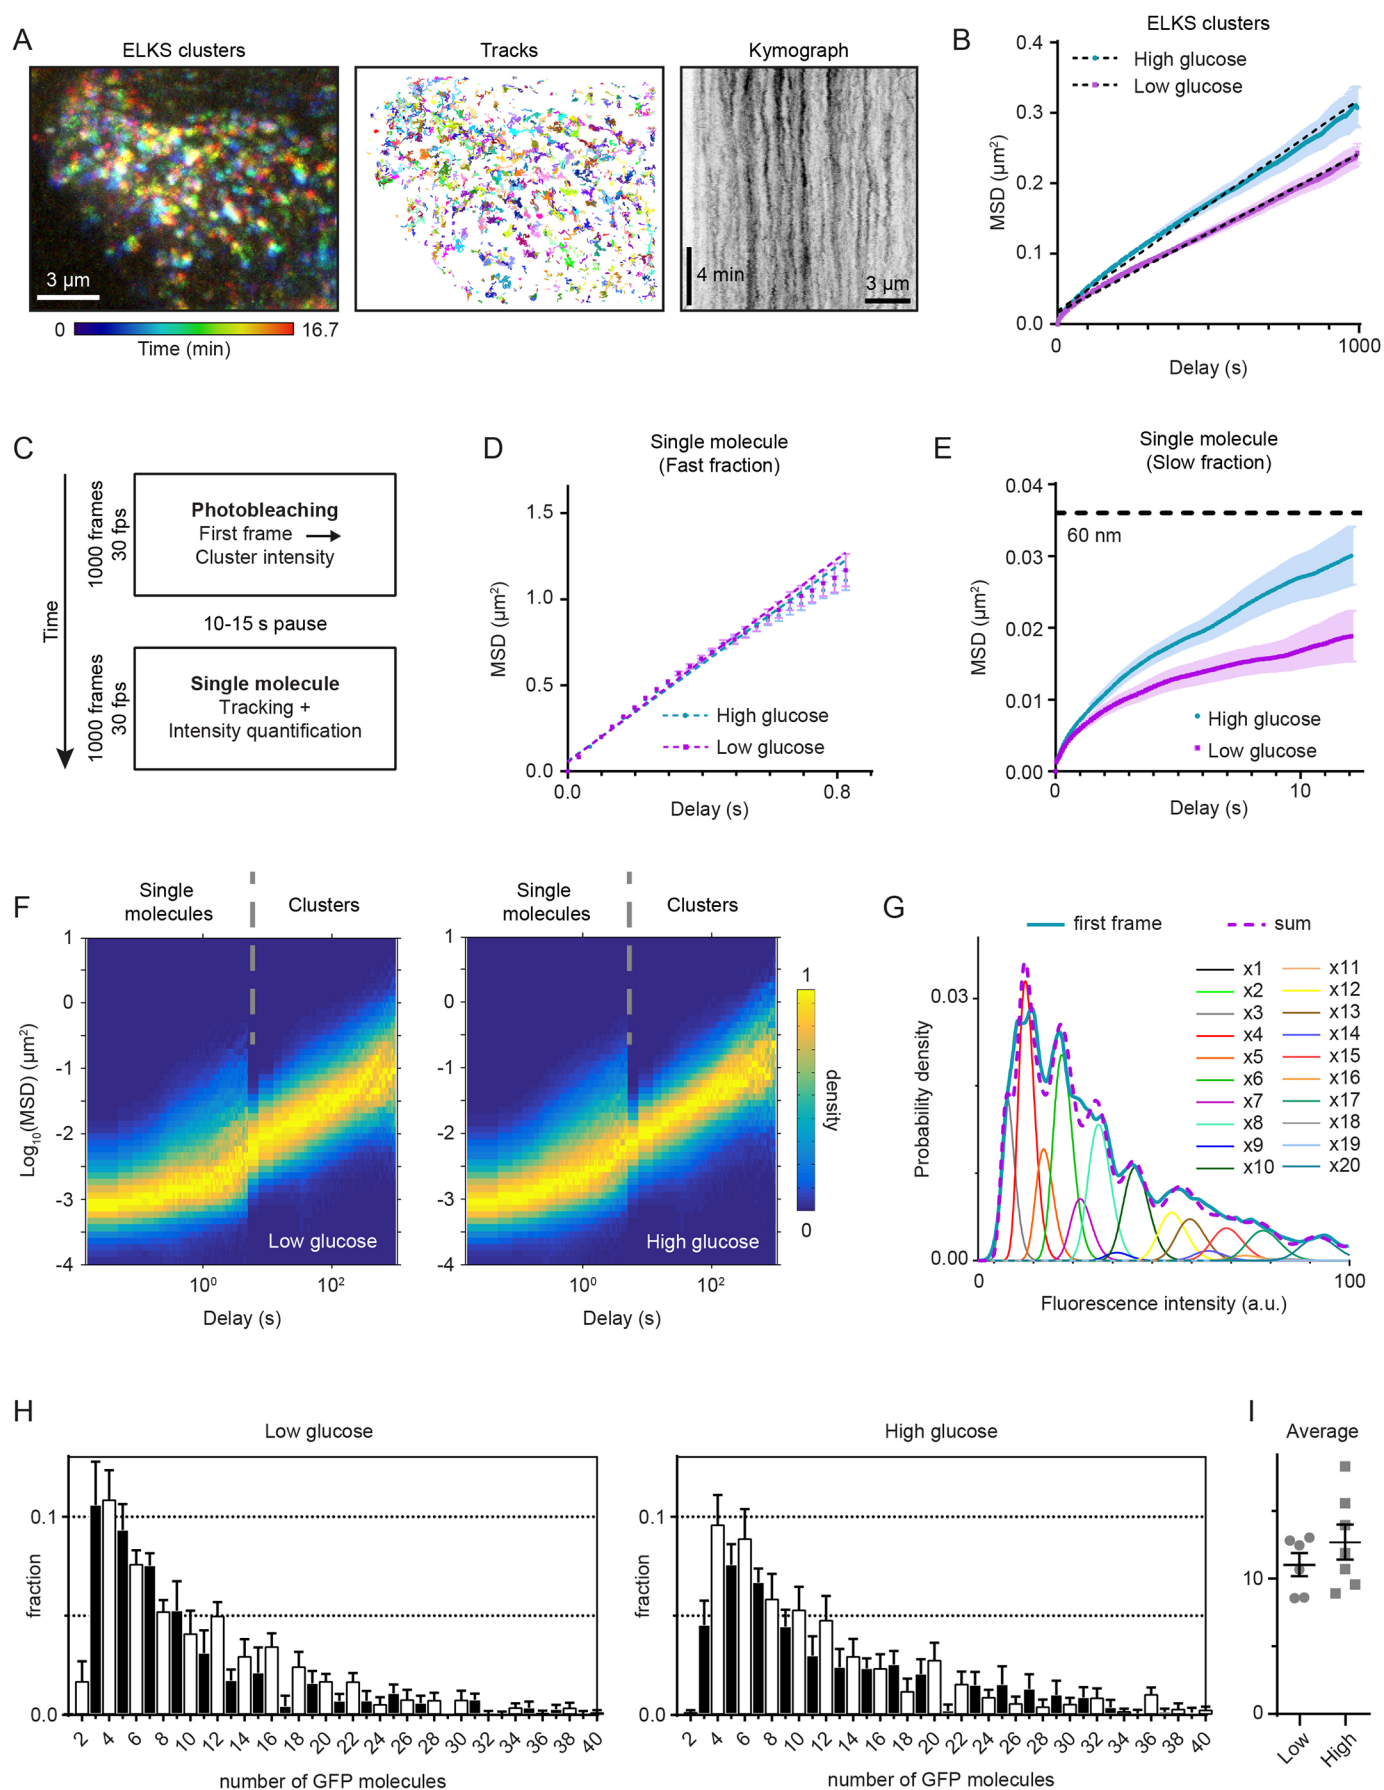 A
ELKS clusters
Tracks
Kymograph
3 µm
4 min
3 µm
0
16.7
Time (min)
B
ELKS clusters
High glucose
Low glucose
0.4
0.3
0.2
0.1
0.0
MSD (µm²)
0
1000
Delay (s)
C
Time
1000 frames
30 fps
Photobleaching
First frame →
Cluster intensity
10-15 s pause
1000 frames
30 fps
Single molecule
Tracking +
Intensity quantification
D
Single molecule
(Fast fraction)
1.5
1.0
0.5
0.0
MSD (µm²)
High glucose
Low glucose
0.0
0.8
Delay (s)
E
Single molecule
(Slow fraction)
0.04
0.03
0.02
0.01
0.00
MSD (µm²)
60 nm
High glucose
Low glucose
0
10
Delay (s)
F
Single
molecules
Clusters
Single
molecules
Clusters
1
0
-1
-2
-3
-4
Log₁₀(MSD) (µm²)
Low glucose
10⁰
10²
Delay (s)
1
0
-1
-2
-3
-4
High glucose
10⁰
10²
Delay (s)
1
0
density
G
first frame
sum
x1
x2
x3
x4
x5
x6
x7
x8
x9
x10
x11
x12
x13
x14
x15
x16
x17
x18
x19
x20
0.03
0.00
Probability density
0
100
Fluorescence intensity (a.u.)
H
Low glucose
0.1
0.0
fraction
2 4 6 8 10 12 14 16 18 20 22 24 26 28 30 32 34 36 38 40
number of GFP molecules
High glucose
0.1
0.0
fraction
2 4 6 8 10 12 14 16 18 20 22 24 26 28 30 32 34 36 38 40
number of GFP molecules
I
Average
10
0
Low
High